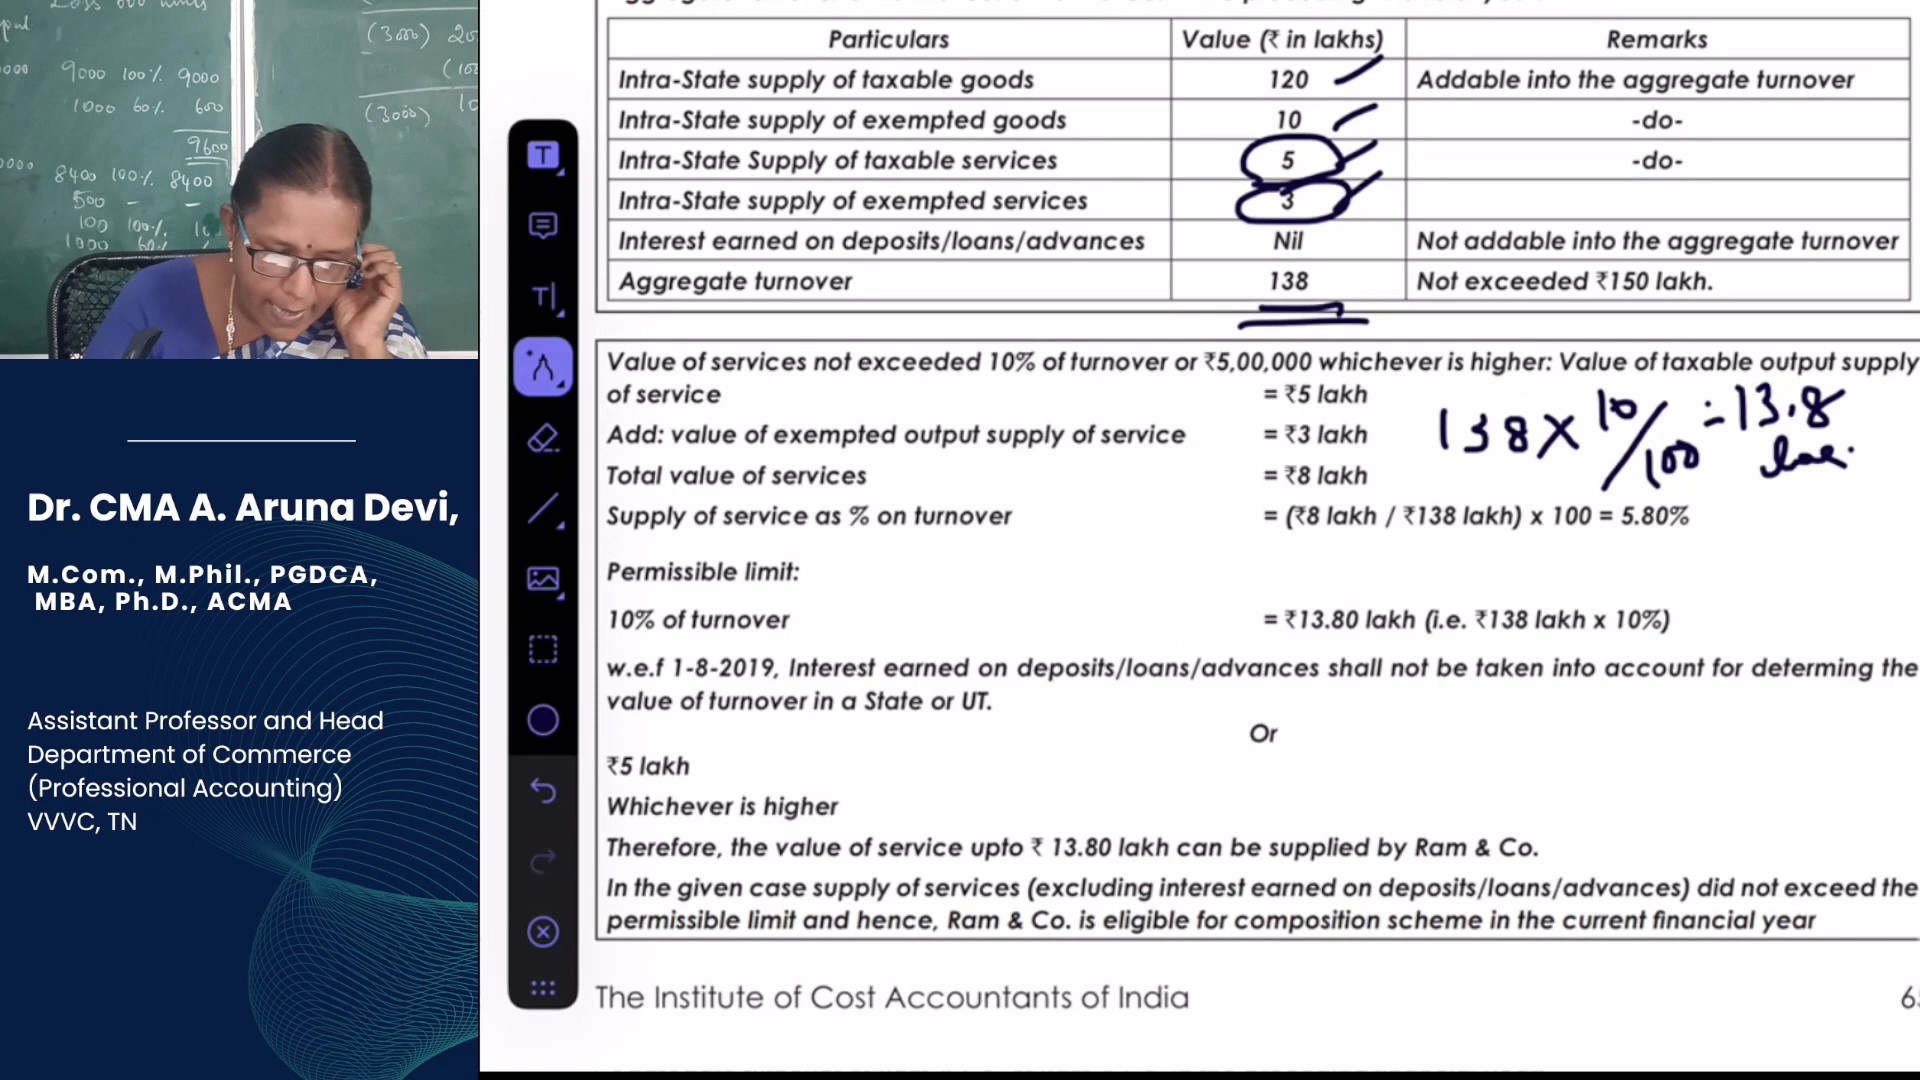 9000 100% 9000
1000 60% 600
9600
8400 100% 8400
500 — —
100 100%
1000 60%
(3000)
(3000)
Dr. CMA A. Aruna Devi,
M.Com., M.Phil., PGDCA,
MBA, Ph.D., ACMA
Assistant Professor and Head
Department of Commerce
(Professional Accounting)
VVVC, TN
Particulars Value (₹ in lakhs) Remarks
Intra-State supply of taxable goods 120 Addable into the aggregate turnover
Intra-State supply of exempted goods 10 -do-
Intra-State Supply of taxable services 5 -do-
Intra-State supply of exempted services 3
Interest earned on deposits/loans/advances Nil Not addable into the aggregate turnover
Aggregate turnover 138 Not exceeded ₹150 lakh.
Value of services not exceeded 10% of turnover or ₹5,00,000 whichever is higher: Value of taxable output supply
of service = ₹5 lakh
Add: value of exempted output supply of service = ₹3 lakh
138 X 10/100 = 13.8
Total value of services = ₹8 lakh
Supply of service as % on turnover = (₹8 lakh / ₹138 lakh) x 100 = 5.80%
Permissible limit:
10% of turnover = ₹13.80 lakh (i.e. ₹138 lakh x 10%)
w.e.f 1-8-2019, Interest earned on deposits/loans/advances shall not be taken into account for determing the
value of turnover in a State or UT.
Or
₹5 lakh
Whichever is higher
Therefore, the value of service upto ₹ 13.80 lakh can be supplied by Ram & Co.
In the given case supply of services (excluding interest earned on deposits/loans/advances) did not exceed the
permissible limit and hence, Ram & Co. is eligible for composition scheme in the current financial year
The Institute of Cost Accountants of India